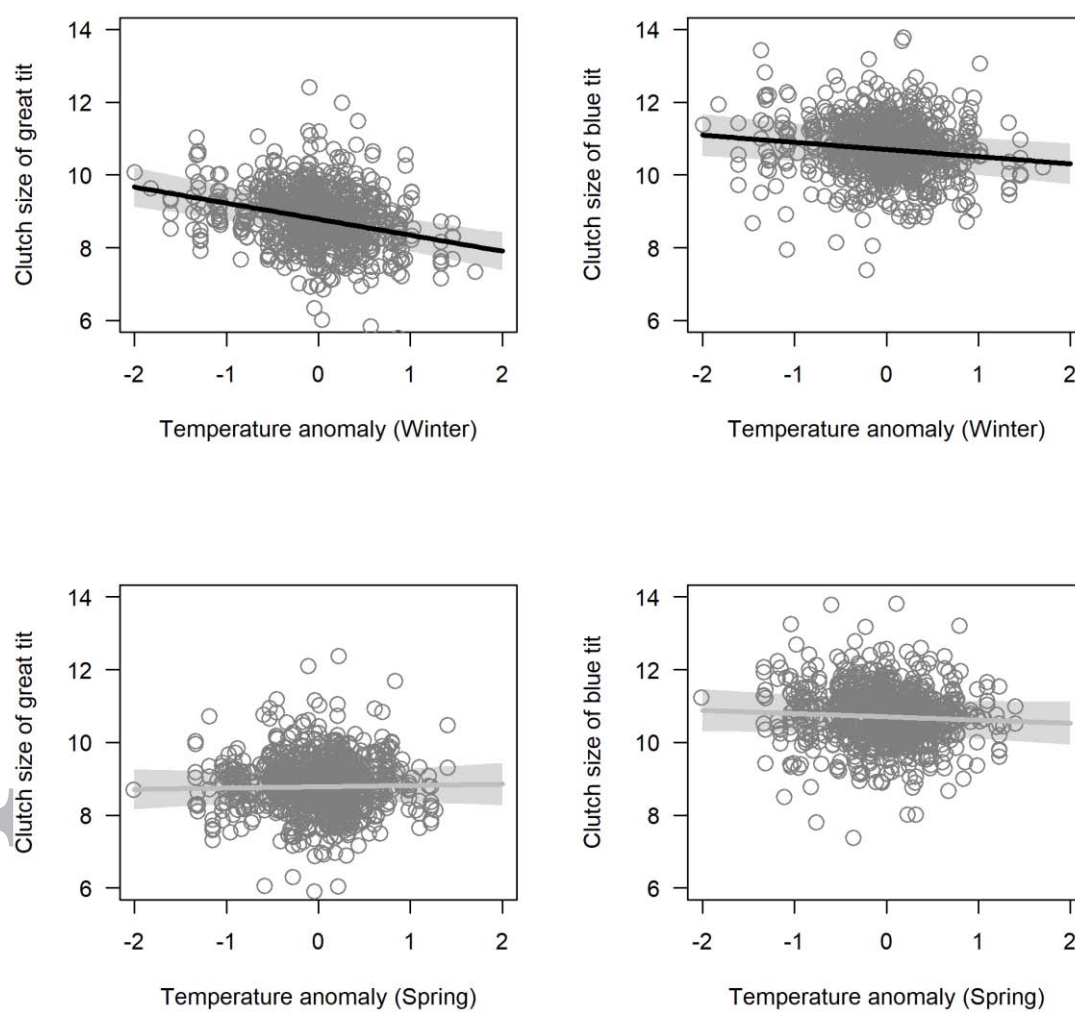 Clutch size of great tit
14
12
10
8
6
-2 -1 0 1 2
Temperature anomaly (Winter)
Clutch size of blue tit
14
12
10
8
6
-2 -1 0 1 2
Temperature anomaly (Winter)
Clutch size of great tit
14
12
10
8
6
-2 -1 0 1 2
Temperature anomaly (Spring)
Clutch size of blue tit
14
12
10
8
6
-2 -1 0 1 2
Temperature anomaly (Spring)